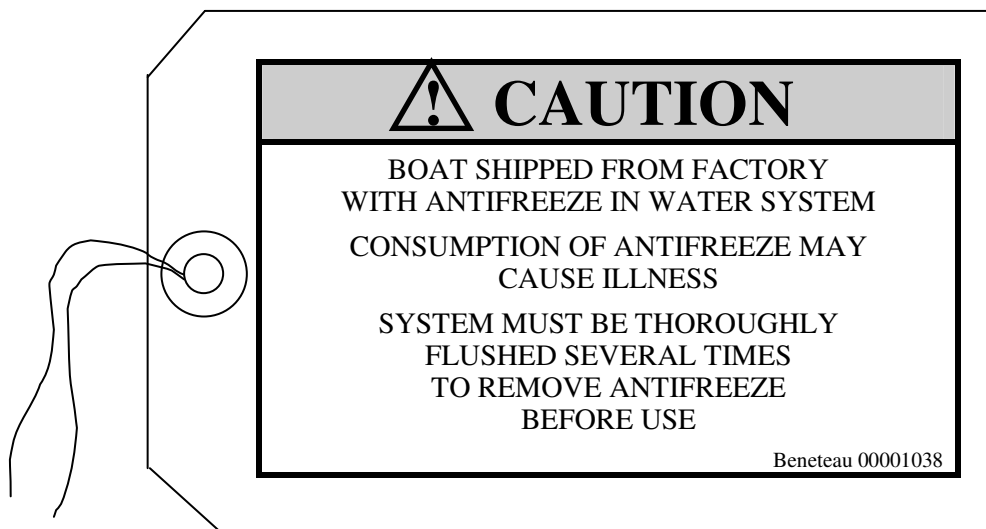 CAUTION
BOAT SHIPPED FROM FACTORY
WITH ANTIFREEZE IN WATER SYSTEM
CONSUMPTION OF ANTIFREEZE MAY
CAUSE ILLNESS
SYSTEM MUST BE THOROUGHLY
FLUSHED SEVERAL TIMES
TO REMOVE ANTIFREEZE
BEFORE USE
Beneteau 00001038